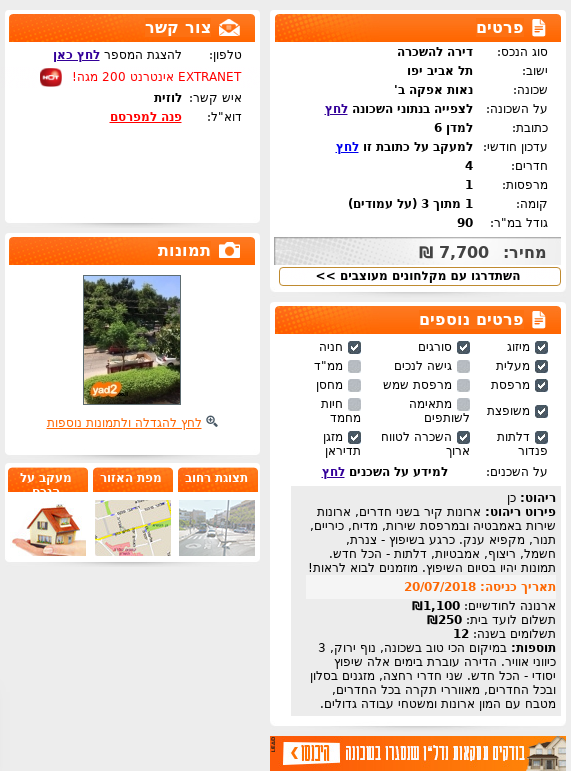 פרטים
סוג הנכס: דירה להשכרה
ישוב: תל אביב יפו
שכונה: נאות אפקה ב'
על השכונה: לצפייה בנתוני השכונה לחץ
כתובת: למדן 6
עדכון חודשי: למעקב על כתובת זו לחץ
חדרים: 4
מרפסות: 1
קומה: 1 מתוך 3 (על עמודים)
גודל במ"ר: 90
מחיר: 7,700 ₪
השתדרגו עם מקלחונים מעוצבים >>
פרטים נוספים
מיזוג סורגים חניה
מעלית גישה לנכים ממ"ד
מרפסת מרפסת שמש מחסן
משופצת מתאימה לשותפים חיות מחמד
דלתות פנדור השכרה לטווח ארוך מזגן תדיראן
על השכנים: למידע על השכנים לחץ
ריהוט: כן
פירוט ריהוט: ארונות קיר בשני חדרים, ארונות
שירות באמבטיה ובמרפסת שירות, מדיח, כיריים,
תנור, מקפיא ענק. כרגע בשיפוץ - צנרת,
חשמל, ריצוף, אמבטיות, דלתות - הכל חדש.
תמונות יהיו בסיום השיפוץ. מוזמנים לבוא לראות!
תאריך כניסה: 20/07/2018
ארנונה לחודשיים: 1,100₪
תשלום לועד בית: 250₪
תשלומים בשנה: 12
תוספות: במיקום הכי טוב בשכונה, נוף ירוק, 3
כיווני אוויר. הדירה עוברת בימים אלה שיפוץ
יסודי - הכל חדש. שני חדרי רחצה, מזגנים בסלון
ובכל החדרים, מאווררי תקרה בכל החדרים,
מטבח עם המון ארונות ומשטחי עבודה גדולים.
בודקים עסקאות נדל"ן שנסגרו בשכונה
היכנסו >
צור קשר
טלפון: להצגת המספר לחץ כאן
EXTRANET אינטרנט 200 מגה! HOT
איש קשר: לוזית
דוא"ל: פנה למפרסם
תמונות
yad2
לחץ להגדלה ולתמונות נוספות
תצוגת רחוב
מפת האזור
מעקב על
הנכס